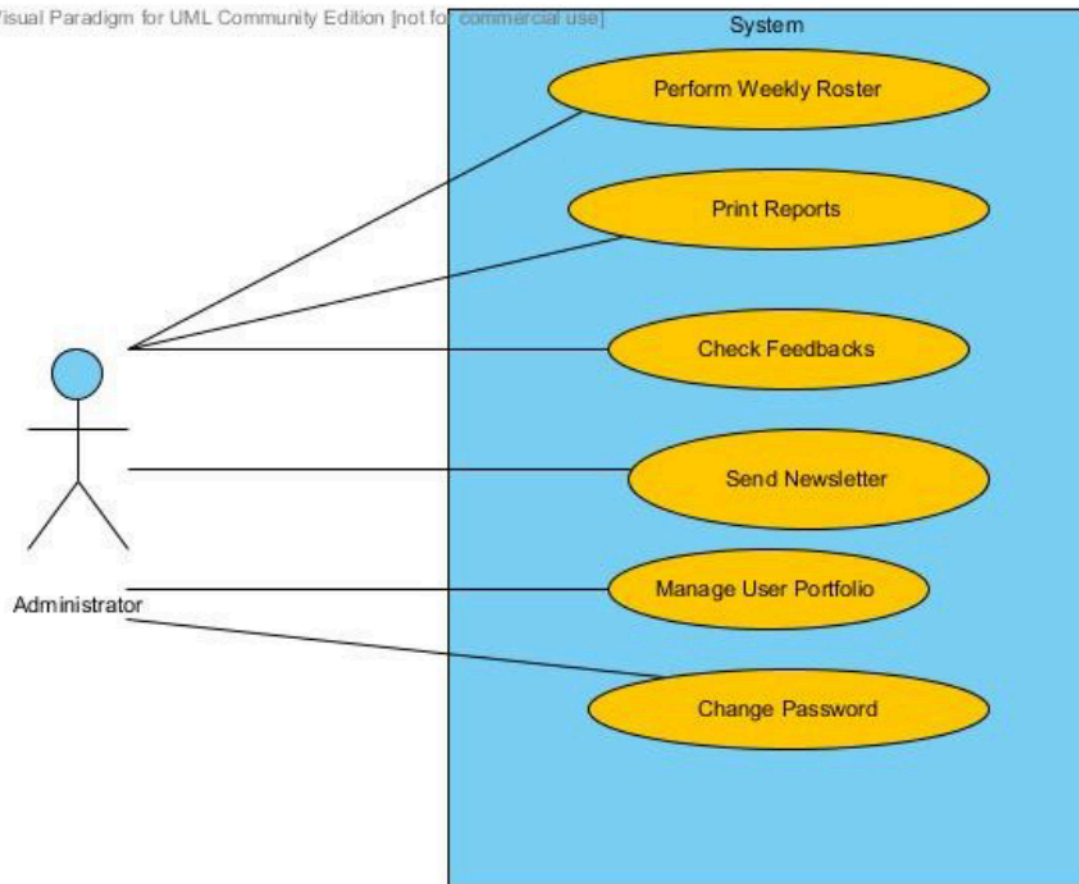 Visual Paradigm for UML Community Edition [not for commercial use]
System
Perform Weekly Roster
Print Reports
Check Feedbacks
Send Newsletter
Manage User Portfolio
Administrator
Change Password